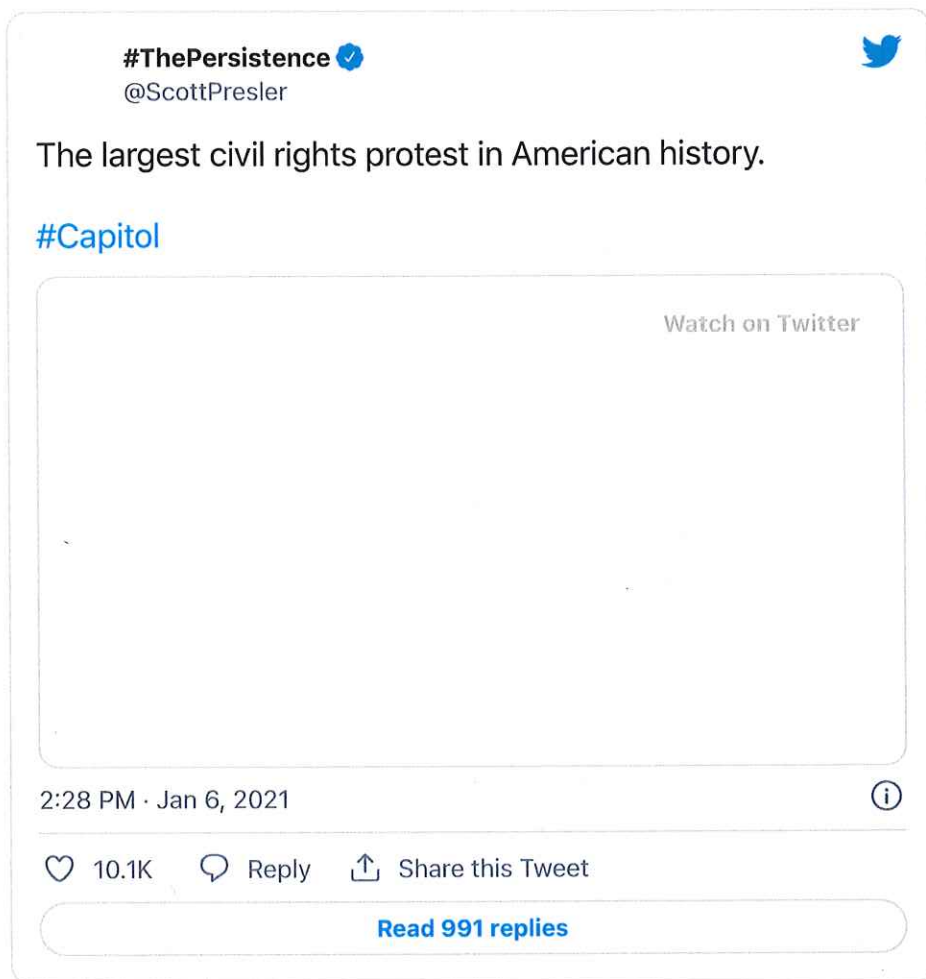 #ThePersistence
@ScottPresler
The largest civil rights protest in American history.
#Capitol
Watch on Twitter
2:28 PM · Jan 6, 2021
10.1K Reply Share this Tweet
Read 991 replies